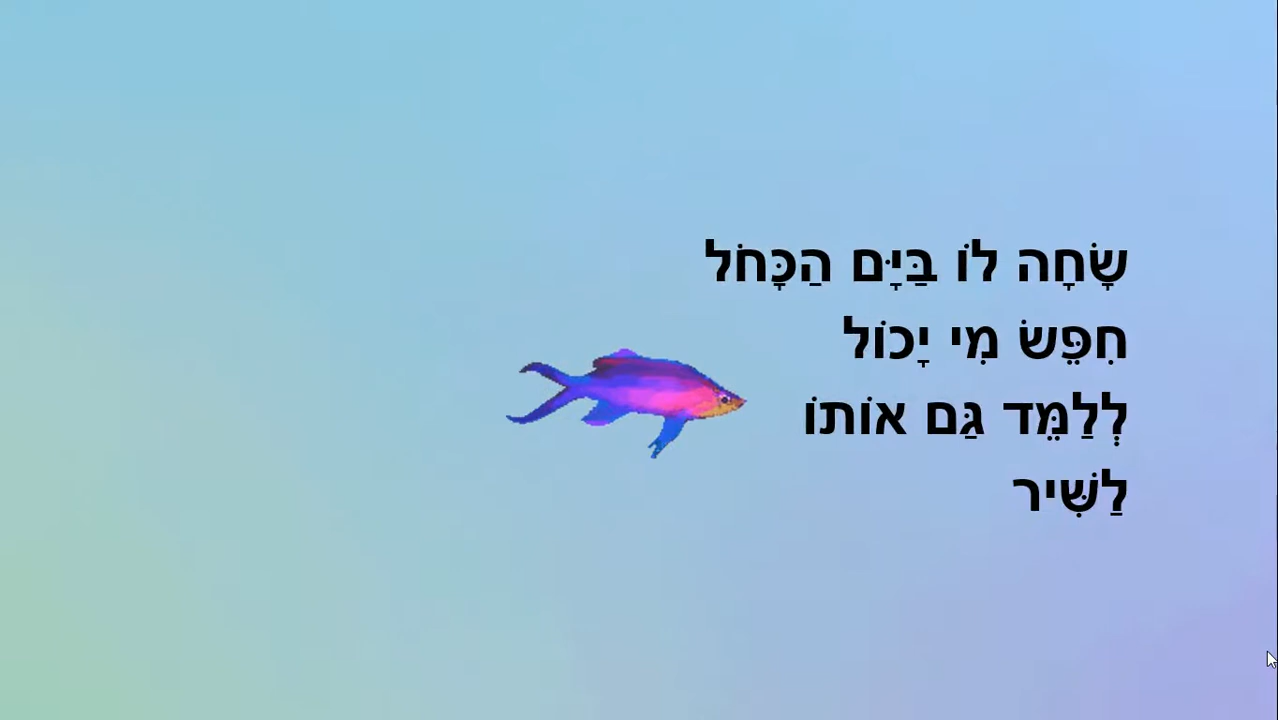 שָׂחָה לוֹ בַּיָּם הַכָּחֹל
חִפֵּשׂ מִי יָכוֹל
לְלַמֵּד גַּם אוֹתוֹ
לַשִּׁיר